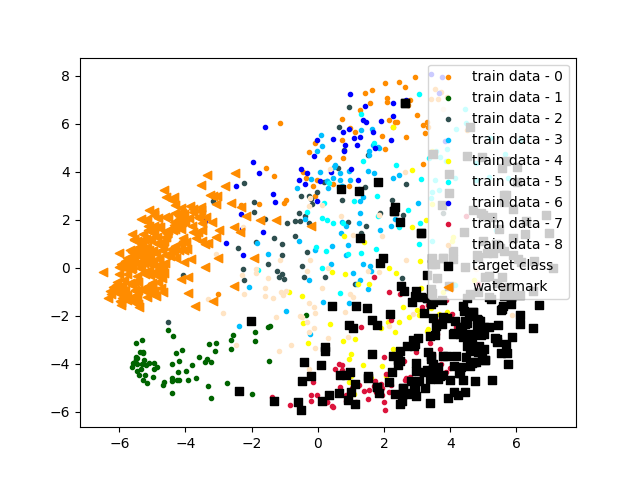 8
6
4
2
0
−2
−4
−6
−6
−4
−2
0
2
4
6
train data - 0
train data - 1
train data - 2
train data - 3
train data - 4
train data - 5
train data - 6
train data - 7
train data - 8
target class
watermark